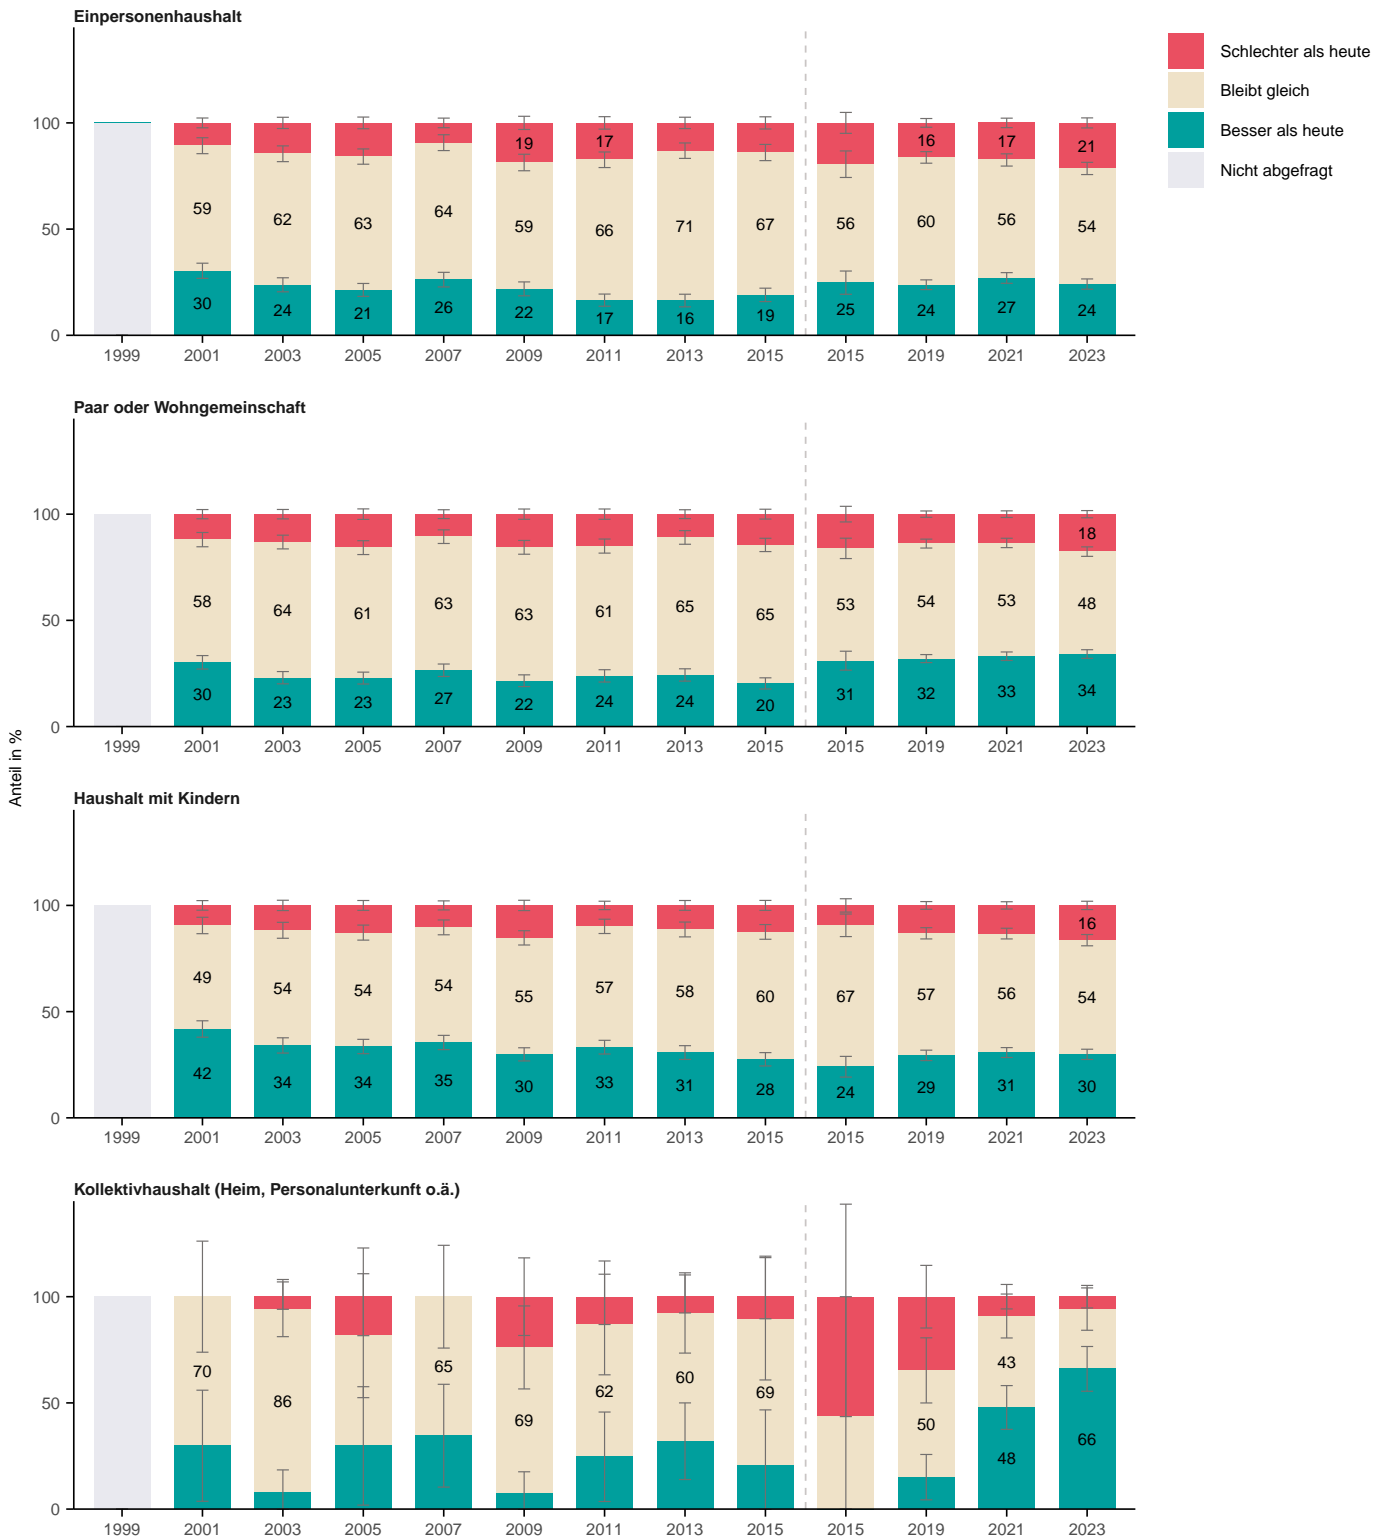 Einpersonenhaushalt
Schlechter als heute
Bleibt gleich
Besser als heute
Nicht abgefragt
100
19 17 16 17 21
59 62 63 64 59 66 71 67 56 60 56 54
50
30 24 21 26 22 17 16 19 25 24 27 24
0
1999 2001 2003 2005 2007 2009 2011 2013 2015 2015 2019 2021 2023
Paar oder Wohngemeinschaft
100
18
58 64 61 63 63 61 65 65 53 54 53 48
50
30 23 23 27 22 24 24 20 31 32 33 34
0
1999 2001 2003 2005 2007 2009 2011 2013 2015 2015 2019 2021 2023
Anteil in %
Haushalt mit Kindern
100
16
49 54 54 54 55 57 58 60 67 57 56 54
50
42 34 34 35 30 33 31 28 24 29 31 30
0
1999 2001 2003 2005 2007 2009 2011 2013 2015 2015 2019 2021 2023
Kollektivhaushalt (Heim, Personalunterkunft o.ä.)
100
70 86 65 69 62 60 69 50 43
50
48 66
0
1999 2001 2003 2005 2007 2009 2011 2013 2015 2015 2019 2021 2023